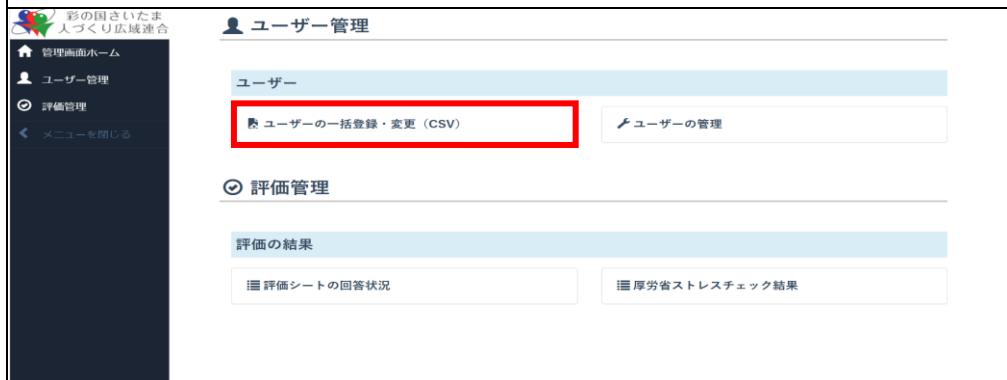 彩の国さいたま
人づくり広域連合
管理画面ホーム
ユーザー管理
評価管理
メニューを閉じる
ユーザー管理
ユーザー
ユーザーの一括登録・変更（CSV）
ユーザーの管理
評価管理
評価の結果
評価シートの回答状況
厚労省ストレスチェック結果